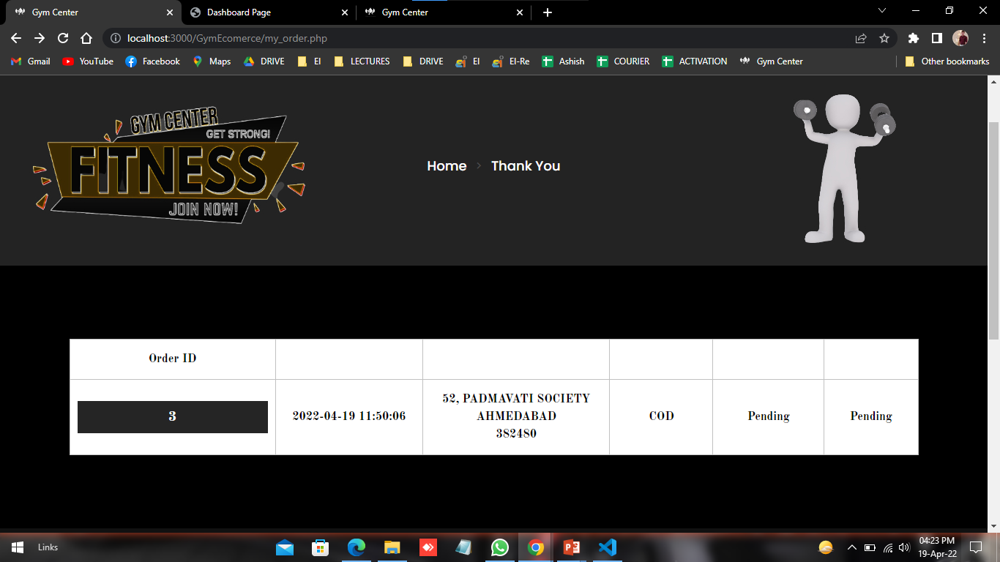 Gym Center
Dashboard Page
Gym Center
localhost:3000/GymEcomerce/my_order.php
Gmail
YouTube
Facebook
Maps
DRIVE
EI
LECTURES
DRIVE
EI
EI-Re
Ashish
COURIER
ACTIVATION
Gym Center
Other bookmarks
GYM CENTER
GET STRONG!
FITNESS
JOIN NOW!
Home > Thank You
Order ID
3
2022-04-19 11:50:06
52, PADMAVATI SOCIETY
AHMEDABAD
382480
COD
Pending
Pending
Links
04:23 PM
19-Apr-22